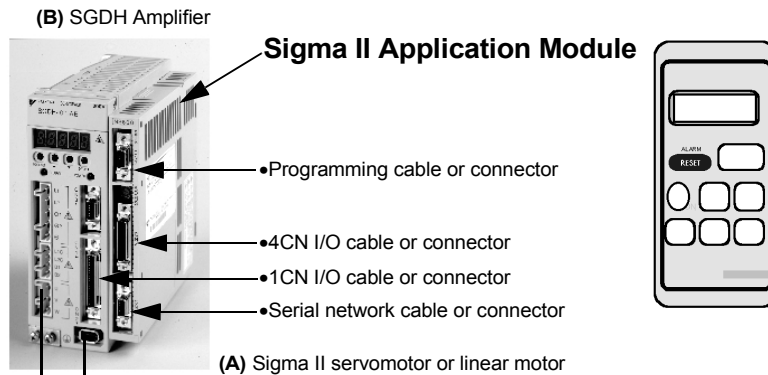 (B) SGDH Amplifier
Sigma II Application Module
•Programming cable or connector
•4CN I/O cable or connector
•1CN I/O cable or connector
•Serial network cable or connector
(A) Sigma II servomotor or linear motor
ALARM
RESET